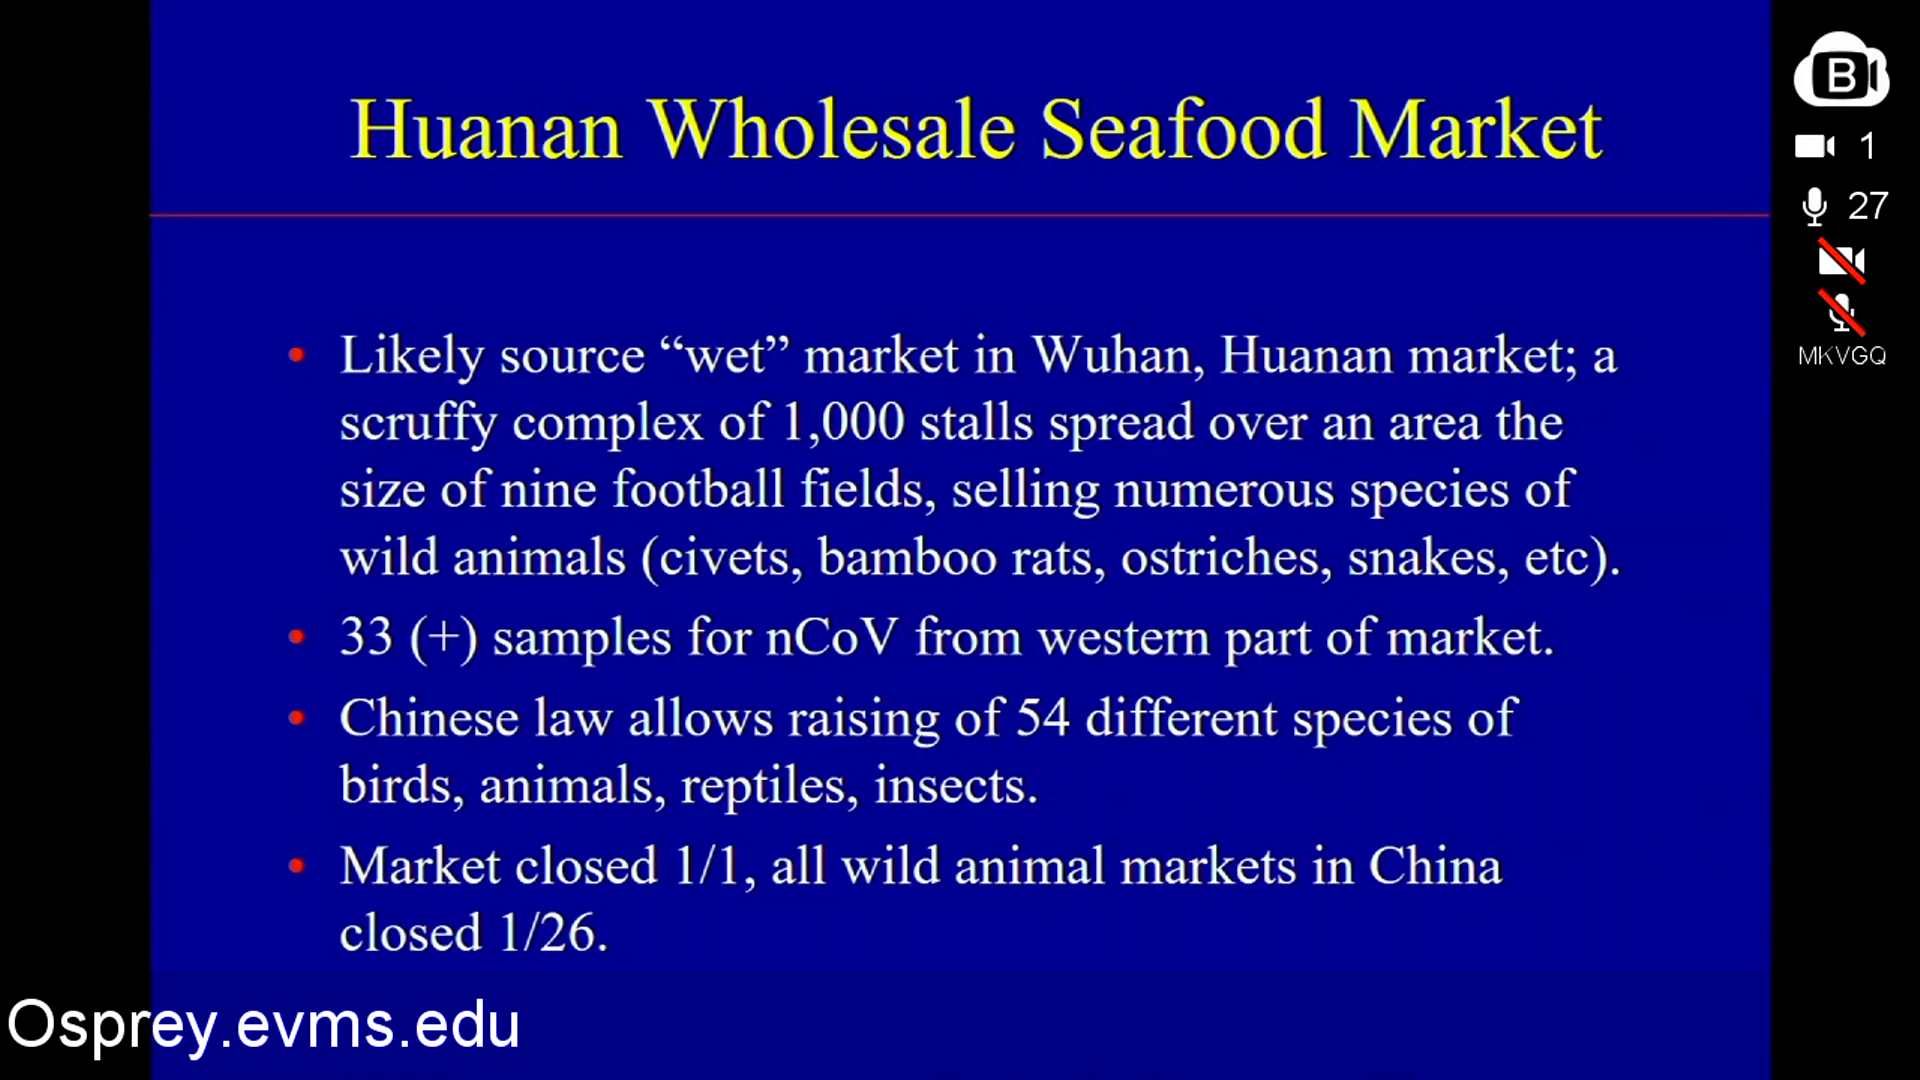 Huanan Wholesale Seafood Market
B
1
27
MKVGQ
• Likely source “wet” market in Wuhan, Huanan market; a
scruffy complex of 1,000 stalls spread over an area the
size of nine football fields, selling numerous species of
wild animals (civets, bamboo rats, ostriches, snakes, etc).
• 33 (+) samples for nCoV from western part of market.
• Chinese law allows raising of 54 different species of
birds, animals, reptiles, insects.
• Market closed 1/1, all wild animal markets in China
closed 1/26.
Osprey.evms.edu